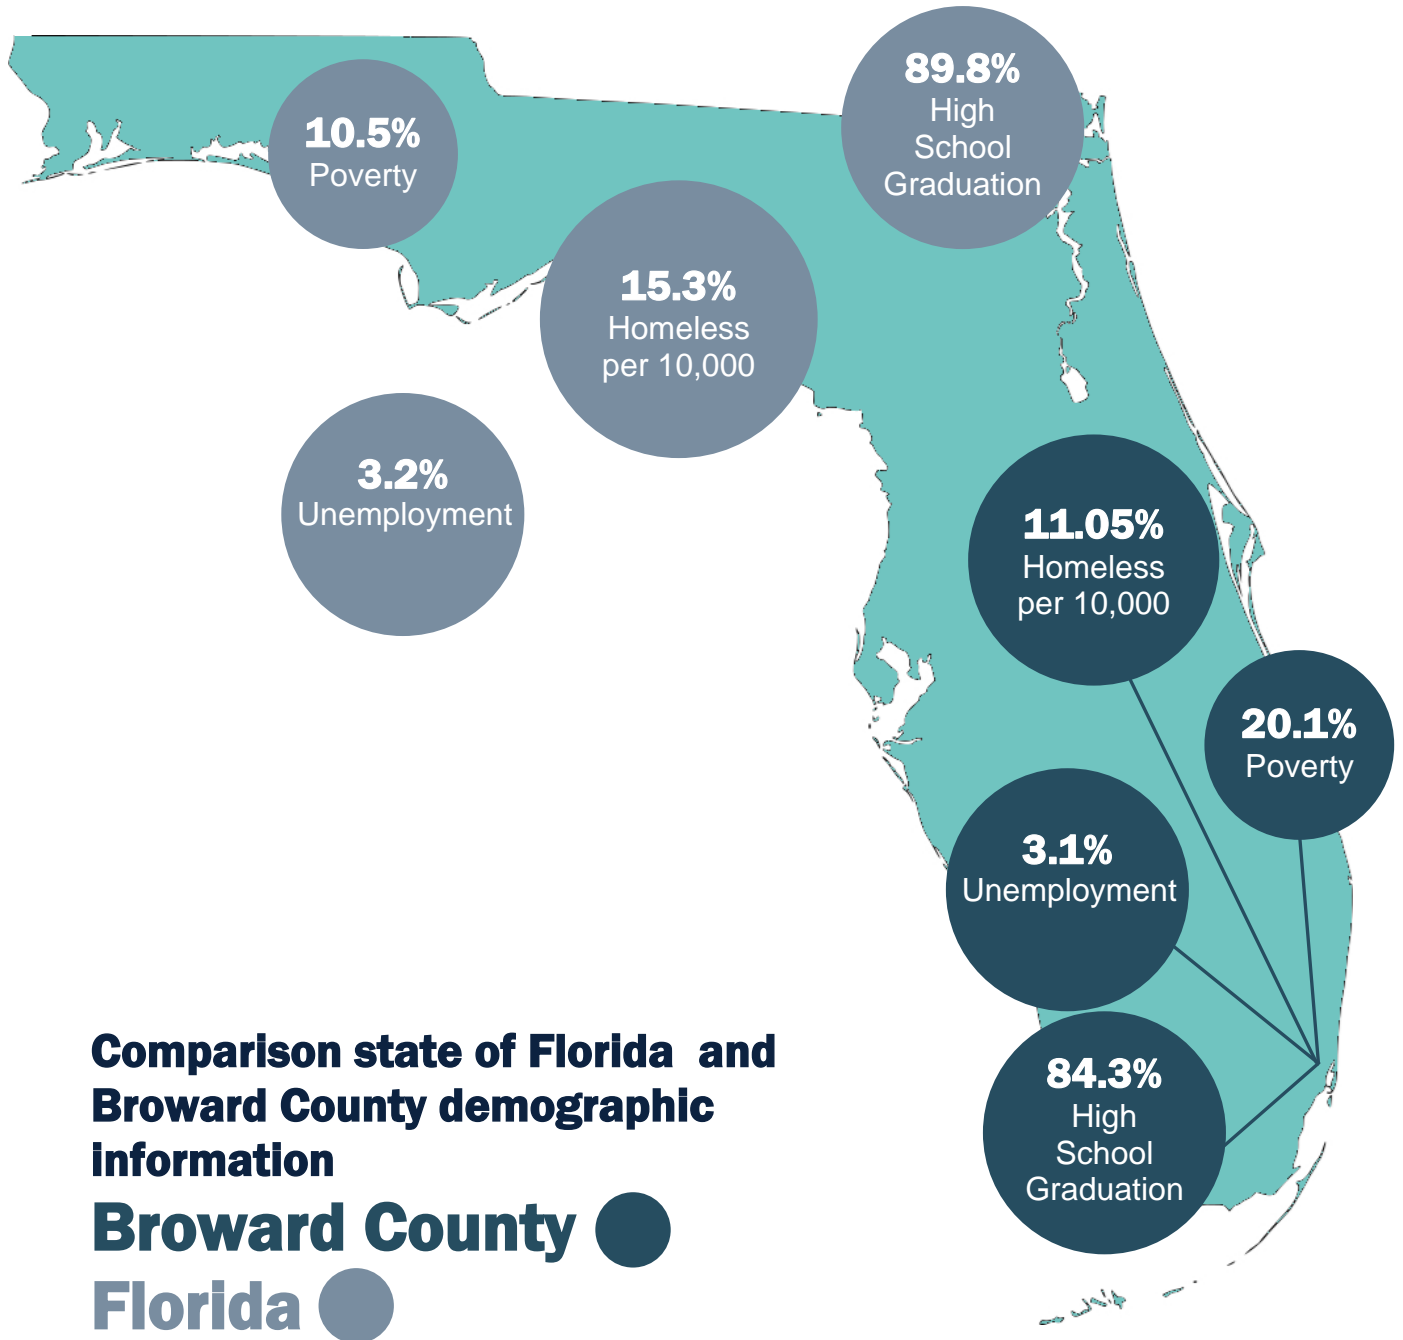 89.8%
High
School
Graduation
10.5%
Poverty
15.3%
Homeless
per 10,000
3.2%
Unemployment
11.05%
Homeless
per 10,000
20.1%
Poverty
3.1%
Unemployment
84.3%
High
School
Graduation
Comparison state of Florida and
Broward County demographic
information
Broward County
Florida